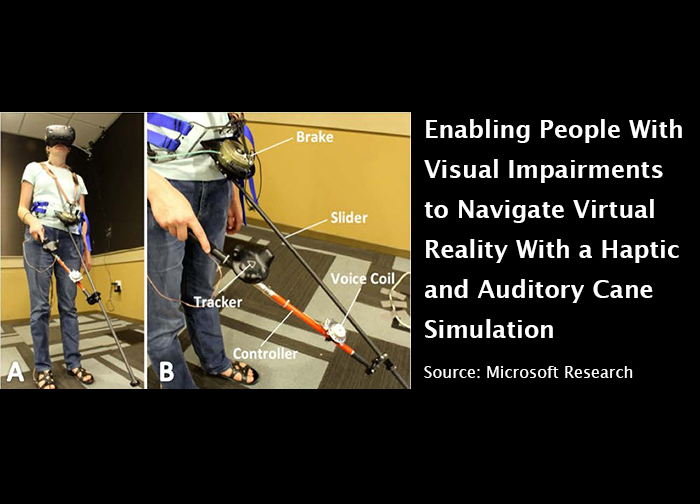 A
B
Brake
Slider
Voice Coil
Tracker
Controller
Enabling People With
Visual Impairments
to Navigate Virtual
Reality With a Haptic
and Auditory Cane
Simulation
Source: Microsoft Research